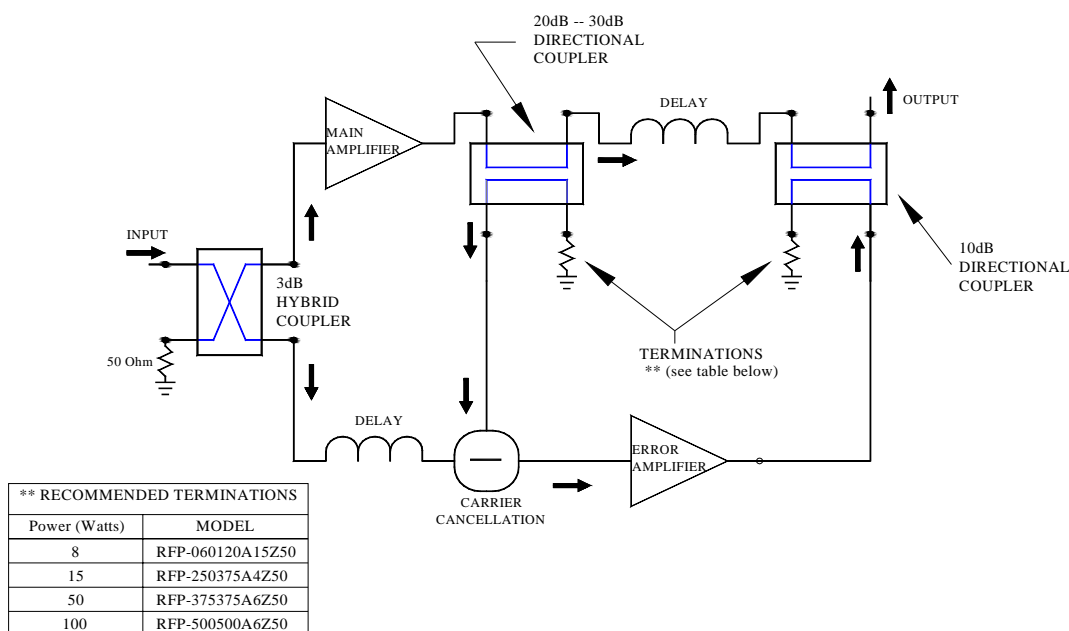 20dB -- 30dB
DIRECTIONAL
COUPLER
DELAY
OUTPUT
MAIN
AMPLIFIER
INPUT
3dB
HYBRID
COUPLER
10dB
DIRECTIONAL
COUPLER
50 Ohm
TERMINATIONS
** (see table below)
DELAY
ERROR
AMPLIFIER
CARRIER
CANCELLATION
** RECOMMENDED TERMINATIONS
Power (Watts) MODEL
8 RFP-060120A15Z50
15 RFP-250375A4Z50
50 RFP-375375A6Z50
100 RFP-500500A6Z50